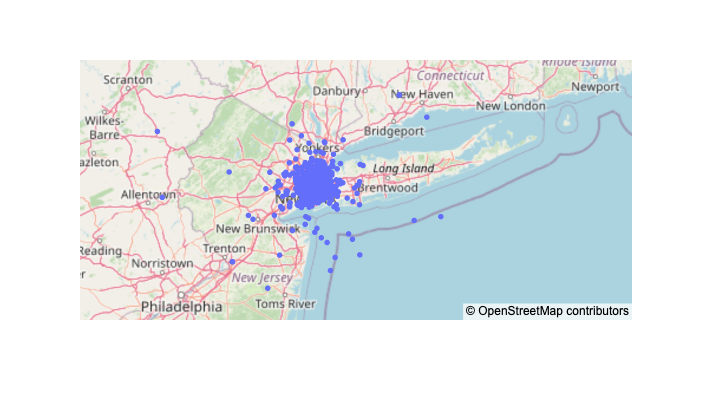 Rhode Island
Connecticut
Scranton
Danbury
New Haven
Newport
New London
Wilkes-
Barre
Bridgeport
Yonkers
azleton
Long Island
Allentown
Brentwood
New Brunswick
Reading
Trenton
Norristown
New Jersey
Philadelphia
Toms River
© OpenStreetMap contributors